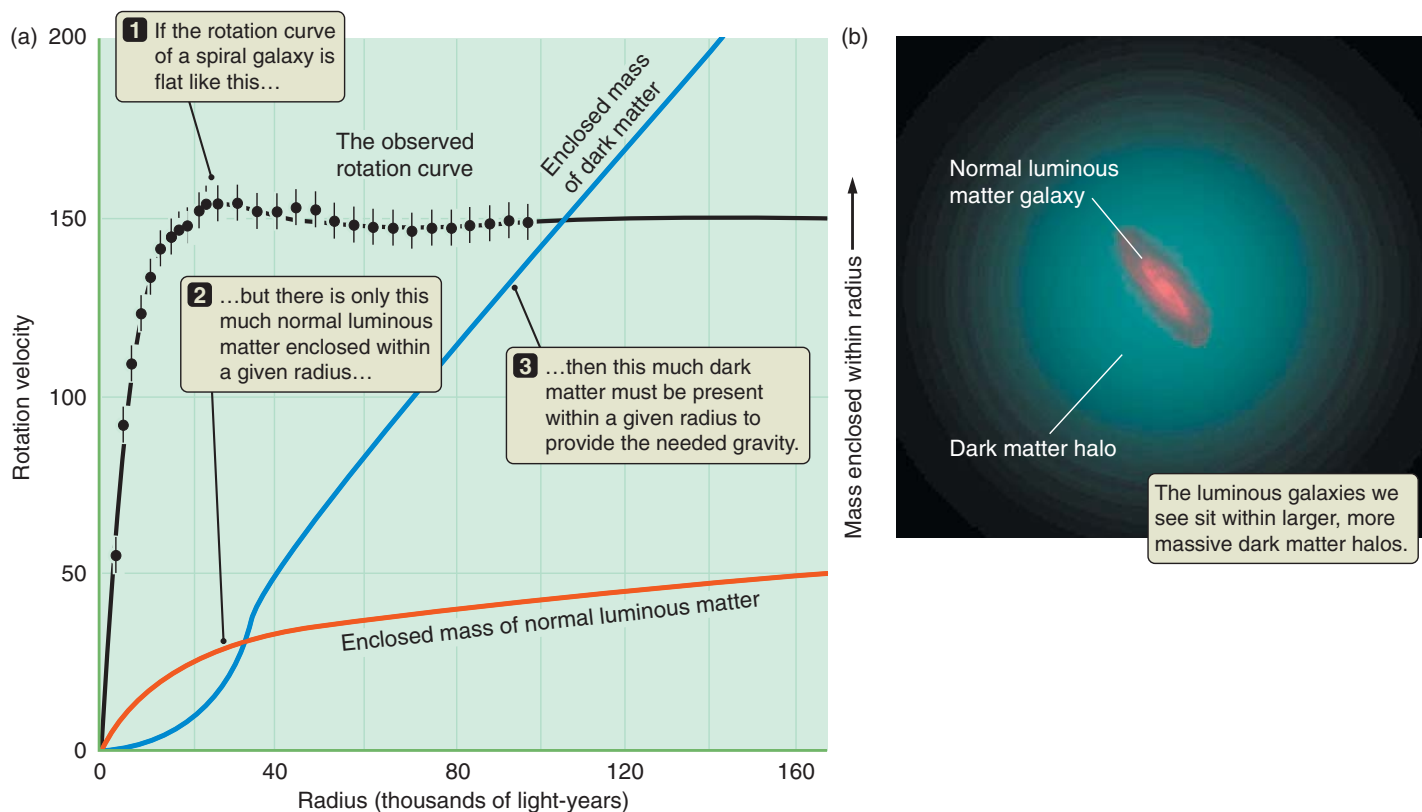 (a)
200
150
100
50
0
Rotation velocity
1 If the rotation curve
of a spiral galaxy is
flat like this…
The observed
rotation curve
Enclosed mass
of dark matter
2 …but there is only this
much normal luminous
matter enclosed within
a given radius…
3 …then this much dark
matter must be present
within a given radius to
provide the needed gravity.
Enclosed mass of normal luminous matter
0
40
80
120
160
Radius (thousands of light-years)
Mass enclosed within radius
(b)
Normal luminous
matter galaxy
Dark matter halo
The luminous galaxies we
see sit within larger, more
massive dark matter halos.